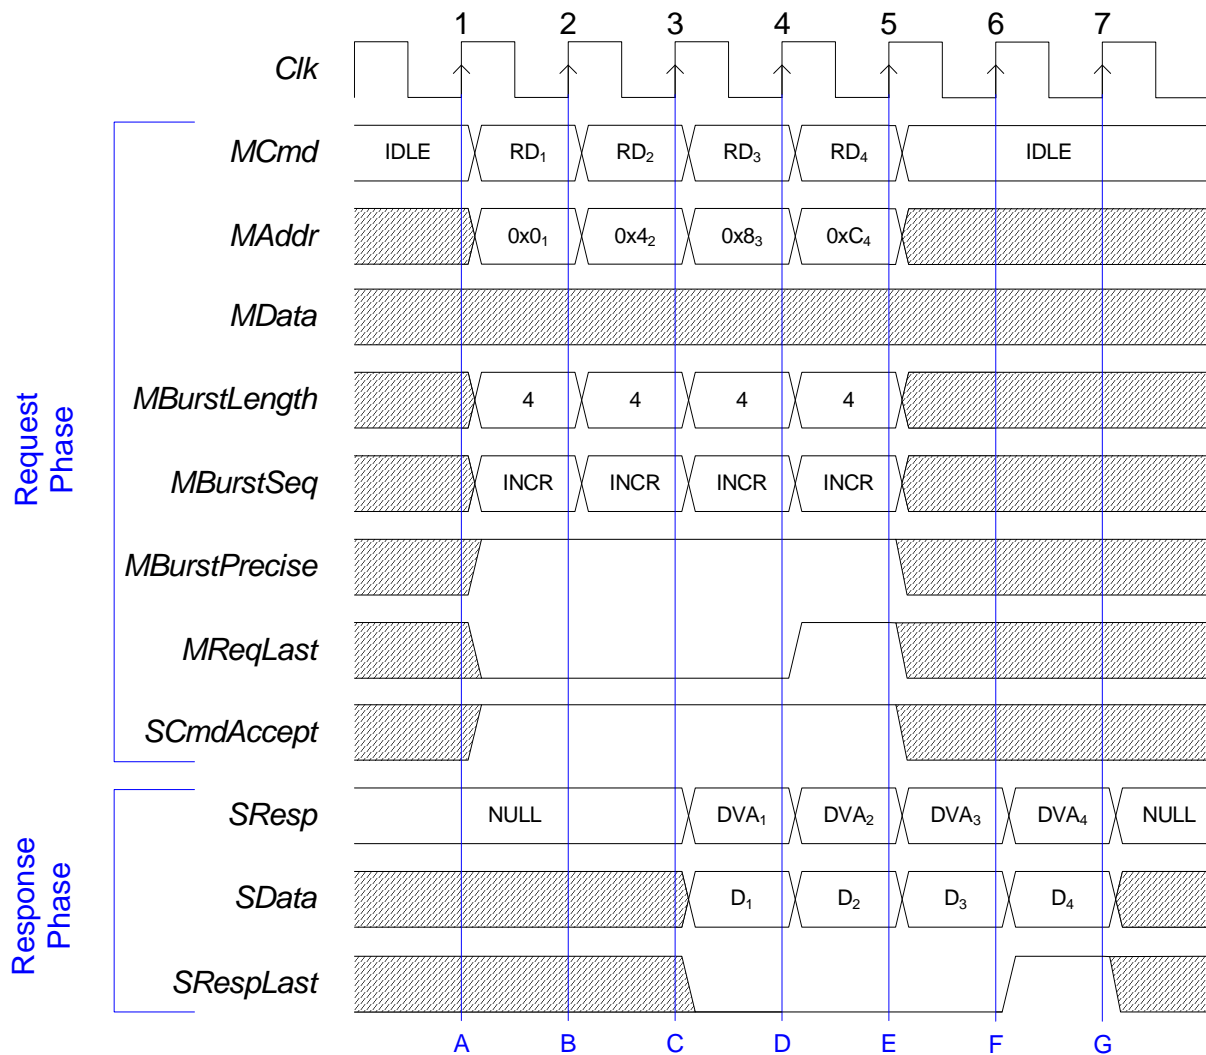 1 2 3 4 5 6 7
Clk
MCmd IDLE RD₁ RD₂ RD₃ RD₄ IDLE
MAddr 0x0₁ 0x4₂ 0x8₃ 0xC₄
MData
MBurstLength 4 4 4 4
MBurstSeq INCR INCR INCR INCR
MBurstPrecise
MReqLast
SCmdAccept
Request
Phase
SResp NULL DVA₁ DVA₂ DVA₃ DVA₄ NULL
SData D₁ D₂ D₃ D₄
SRespLast
Response
Phase
A B C D E F G